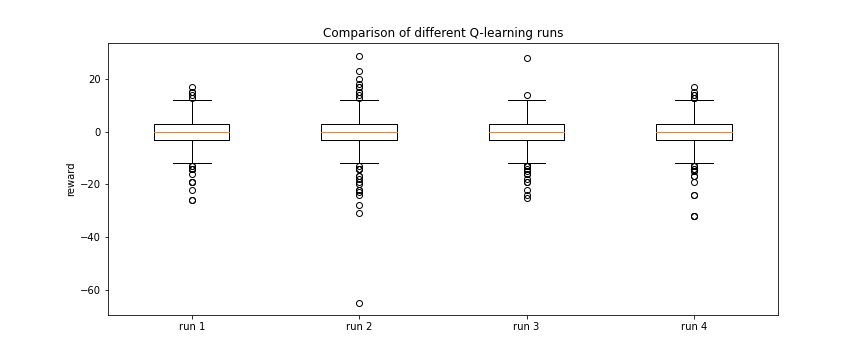 Comparison of different Q-learning runs
reward
20
0
−20
−40
−60
run 1
run 2
run 3
run 4